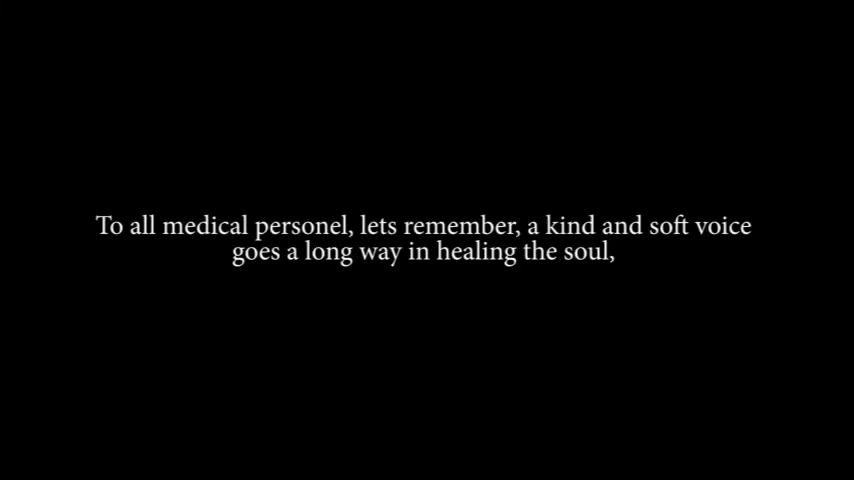 To all medical personel, lets remember, a kind and soft voice
goes a long way in healing the soul,